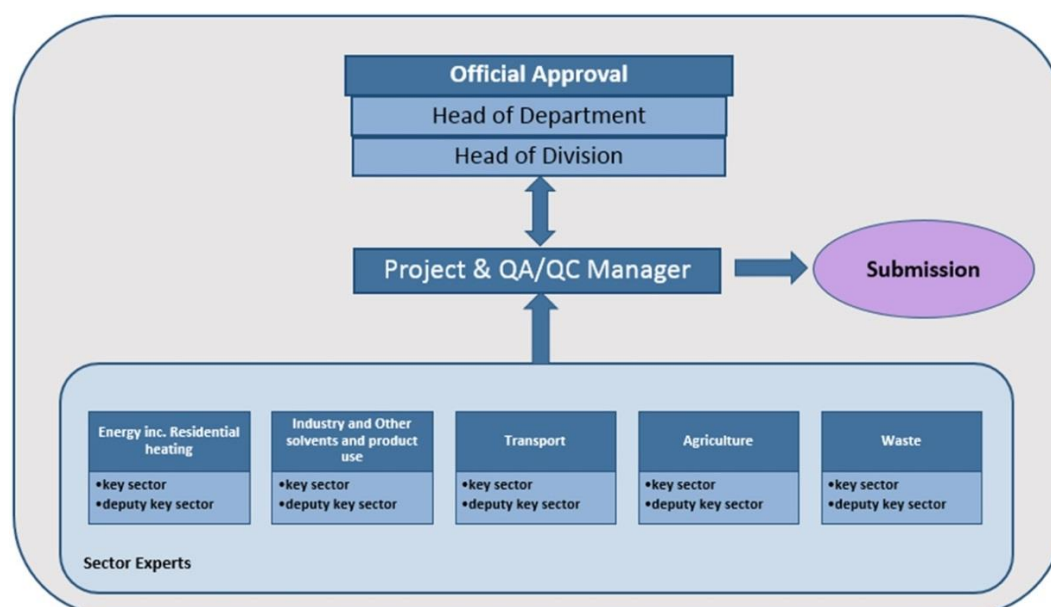 Official Approval
Head of Department
Head of Division
Project & QA/QC Manager
Submission
Energy inc. Residential
heating
•key sector
•deputy key sector
Industry and Other
solvents and product
use
•key sector
•deputy key sector
Transport
•key sector
•deputy key sector
Agriculture
•key sector
•deputy key sector
Waste
•key sector
•deputy key sector
Sector Experts